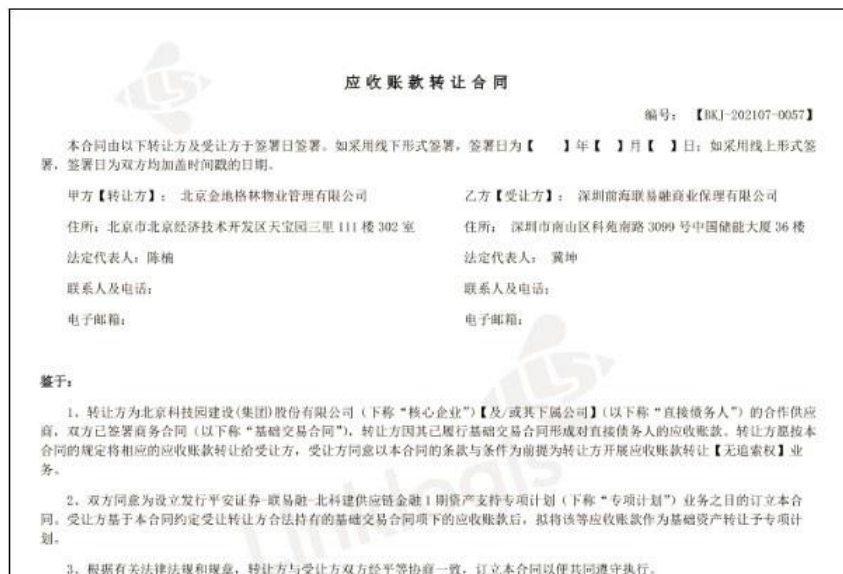 应收账款转让合同
编号：【BKJ-202107-0057】
本合同由以下转让方及受让方于签署日签署。如采用线下形式签署，签署日为【 】年【 】月【 】日；如采用线上形式签
署，签署日为双方均加盖时间戳的日期。
甲方【转让方】： 北京金地格林物业管理有限公司 乙方【受让方】： 深圳前海联易融商业保理有限公司
住所：北京市北京经济技术开发区天宝园三里 111 楼 302 室 住所： 深圳市南山区科苑南路 3099 号中国储能大厦 36 楼
法定代表人：陈楠 法定代表人： 冀坤
联系人及电话： 联系人及电话：
电子邮箱： 电子邮箱：
鉴于：
1、转让方为北京科技园建设(集团)股份有限公司（下称“核心企业”）【及/或其下属公司】（以下称“直接债务人”）的合作供应
商，双方已签署商务合同（以下称“基础交易合同”），转让方因其已履行基础交易合同形成对直接债务人的应收账款。转让方愿按本
合同的规定将相应的应收账款转让给受让方，受让方同意以本合同的条款与条件为前提为转让方开展应收账款转让【无追索权】业
务。
2、双方同意为设立发行平安证券-联易融-北科建供应链金融 1 期资产支持专项计划（下称“专项计划”）业务之目的订立本合
同。受让方基于本合同约定受让转让方合法持有的基础交易合同项下的应收账款后，拟将该等应收账款作为基础资产转让予专项计
划。
3、根据有关法律法规和规章，转让方与受让方双方经平等协商一致，订立本合同以便共同遵守执行。
Linklogis